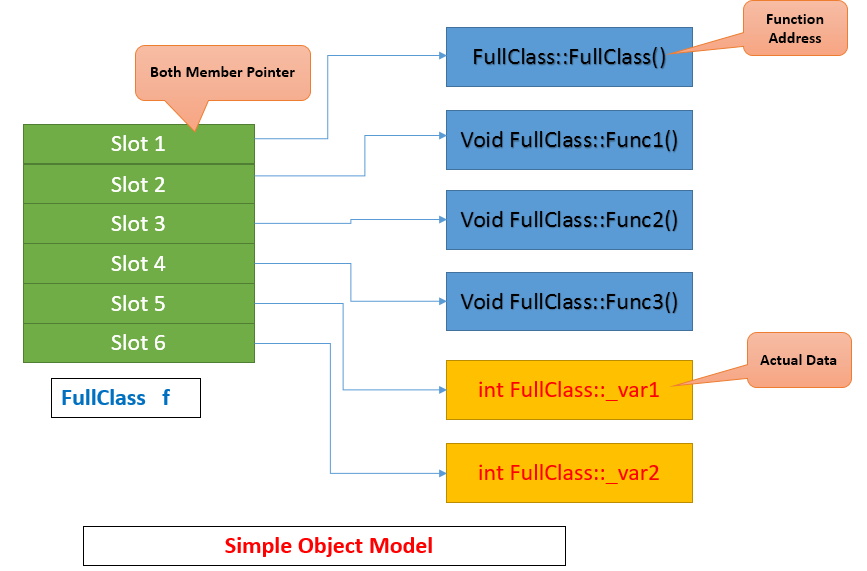 Function
Address
Both Member Pointer
FullClass::FullClass()
Slot 1
Void FullClass::Func1()
Slot 2
Void FullClass::Func2()
Slot 3
Slot 4
Void FullClass::Func3()
Slot 5
Slot 6
Actual Data
int FullClass::_var1
FullClass f
int FullClass::_var2
Simple Object Model